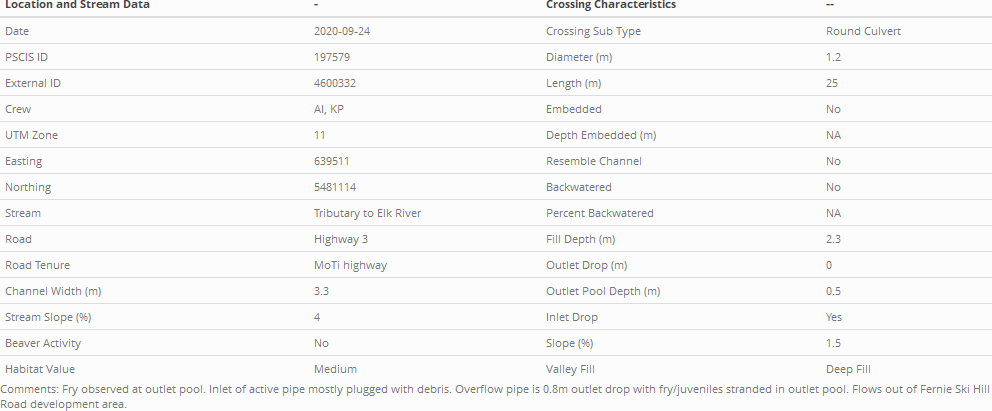 Location and Stream Data - Crossing Characteristics --
Date 2020-09-24 Crossing Sub Type Round Culvert
PSCIS ID 197579 Diameter (m) 1.2
External ID 4600332 Length (m) 25
Crew AI, KP Embedded No
UTM Zone 11 Depth Embedded (m) NA
Easting 639511 Resemble Channel No
Northing 5481114 Backwatered No
Stream Tributary to Elk River Percent Backwatered NA
Road Highway 3 Fill Depth (m) 2.3
Road Tenure MoTi highway Outlet Drop (m) 0
Channel Width (m) 3.3 Outlet Pool Depth (m) 0.5
Stream Slope (%) 4 Inlet Drop Yes
Beaver Activity No Slope (%) 1.5
Habitat Value Medium Valley Fill Deep Fill
Comments: Fry observed at outlet pool. Inlet of active pipe mostly plugged with debris. Overflow pipe is 0.8m outlet drop with fry/juveniles stranded in outlet pool. Flows out of Fernie Ski Hill
Road development area.